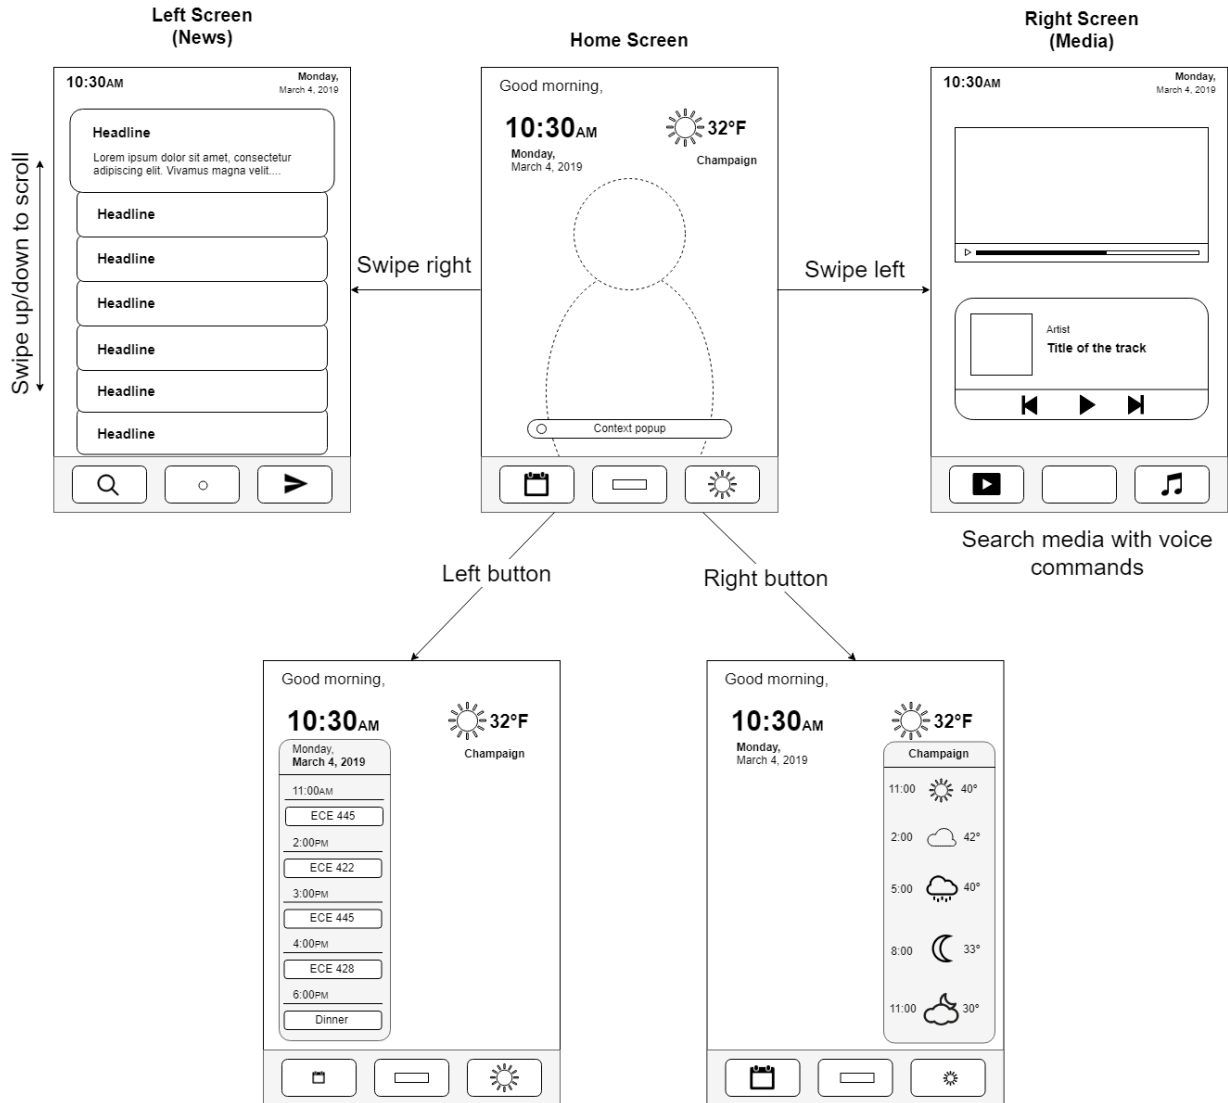 Left Screen
(News)
Home Screen
Right Screen
(Media)
10:30AM
Monday,
March 4, 2019
Headline
Lorem ipsum dolor sit amet, consectetur
adipiscing elit. Vivamus magna velit....
Headline
Headline
Headline
Headline
Headline
Headline
Swipe up/down to scroll
Swipe right
Good morning,
10:30AM
Monday,
March 4, 2019
32°F
Champaign
Context popup
Swipe left
10:30AM
Monday,
March 4, 2019
Artist
Title of the track
Search media with voice
commands
Left button
Right button
Good morning,
10:30AM
32°F
Champaign
Monday,
March 4, 2019
11:00AM
ECE 445
2:00PM
ECE 422
3:00PM
ECE 445
4:00PM
ECE 428
6:00PM
Dinner
Good morning,
10:30AM
Monday,
March 4, 2019
32°F
Champaign
11:00 40°
2:00 42°
5:00 40°
8:00 33°
11:00 30°